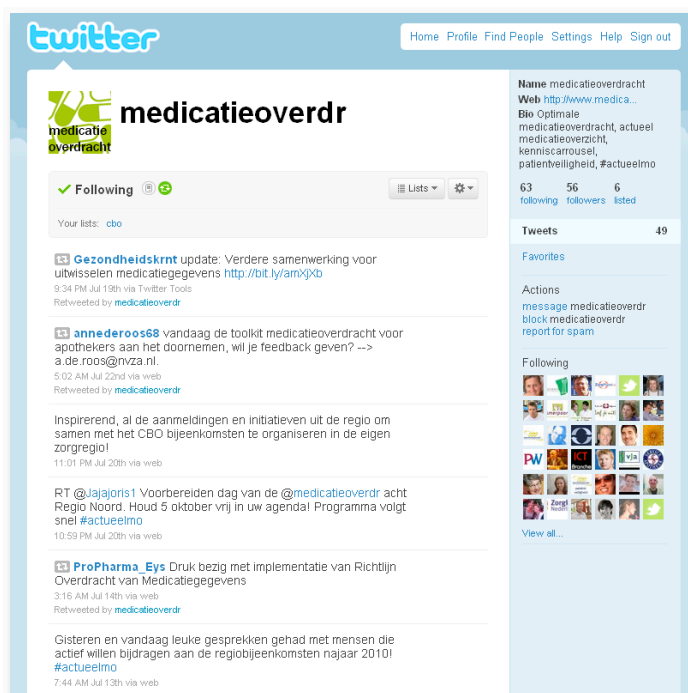 twitter
Home Profile Find People Settings Help Sign out
medicatie
overdracht
medicatieoverdr
Following
Lists
Your lists: cbo
Gezondheidskrnt update: Verdere samenwerking voor
uitwisselen medicatiegegevens http://bit.ly/amXjXb
9:34 PM Jul 19th via Twitter Tools
Retweeted by medicatieoverdr
annederoos68 vandaag de toolkit medicatieoverdracht voor
apothekers aan het doornemen, wil je feedback geven? -->
a.de.roos@nvza.nl.
5:02 AM Jul 22nd via web
Retweeted by medicatieoverdr
Inspirerend, al de aanmeldingen en initiatieven uit de regio om
samen met het CBO bijeenkomsten te organiseren in de eigen
zorgregio!
11:01 PM Jul 20th via web
RT @Jajajoris1 Voorbereiden dag van de @medicatieoverdr acht
Regio Noord. Houd 5 oktober vrij in uw agenda! Programma volgt
snel #actueelmo
10:59 PM Jul 20th via web
ProPharma_Eys Druk bezig met implementatie van Richtlijn
Overdracht van Medicatiegegevens
3:16 AM Jul 14th via web
Retweeted by medicatieoverdr
Gisteren en vandaag leuke gesprekken gehad met mensen die
actief willen bijdragen aan de regiobijeenkomsten najaar 2010!
#actueelmo
7:44 AM Jul 13th via web
Name medicatieoverdracht
Web http://www.medica...
Bio Optimale
medicatieoverdracht, actueel
medicatieoverzicht,
kenniscarrousel,
patientveiligheid, #actueelmo
63 56 6
following followers listed
Tweets 49
Favorites
Actions
message medicatieoverdr
block medicatieoverdr
report for spam
Following
PW ICT vja
Zorgt
View all...